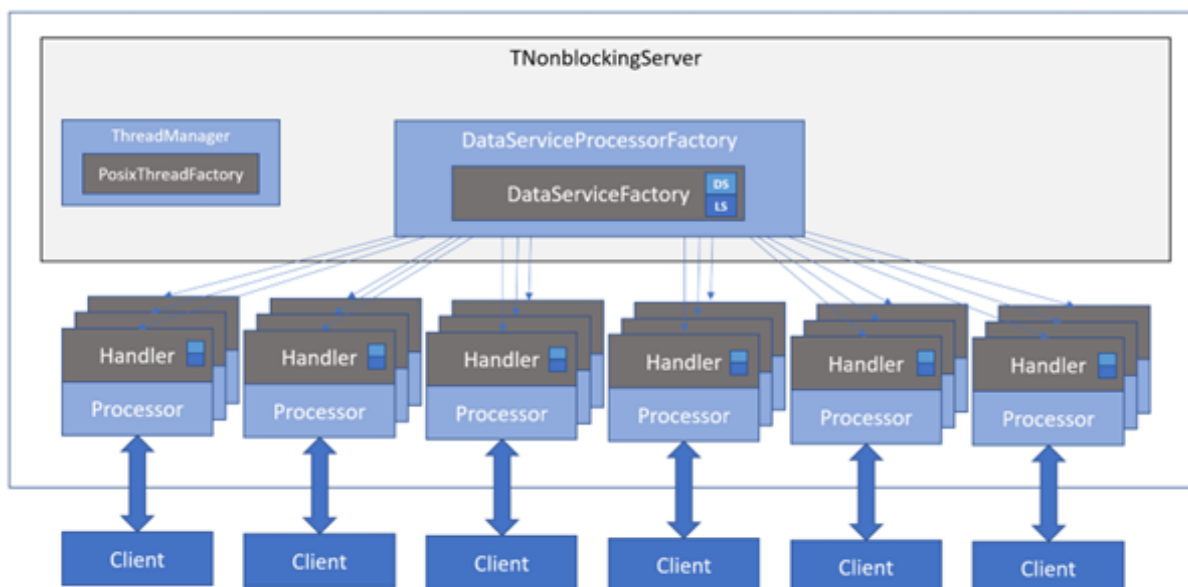 TNonblockingServer
ThreadManager
PosixThreadFactory
DataServiceProcessorFactory
DataServiceFactory
DS
LS
Handler
Processor
Handler
Processor
Handler
Processor
Handler
Processor
Handler
Processor
Handler
Processor
Client
Client
Client
Client
Client
Client